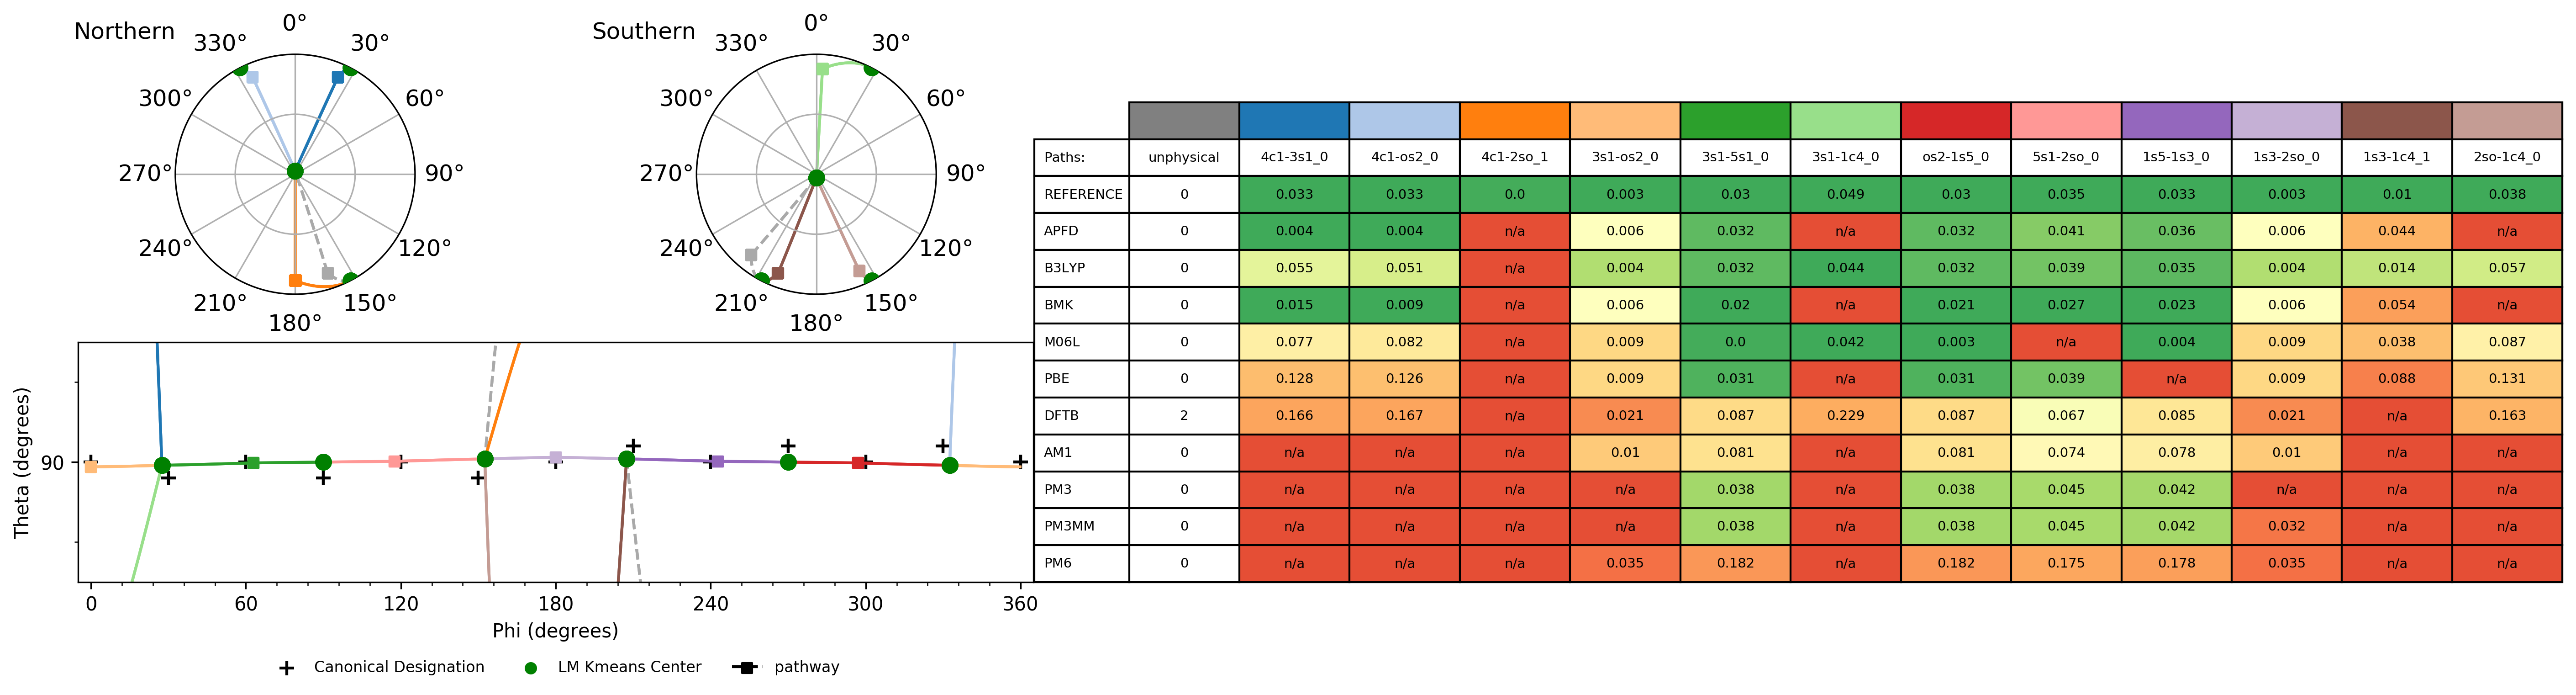 Northern
0°
30°
60°
90°
120°
150°
180°
210°
240°
270°
300°
330°
Southern
0°
30°
60°
90°
120°
150°
180°
210°
240°
270°
300°
330°
Theta (degrees)
90
0 60 120 180 240 300 360
Phi (degrees)
Canonical Designation LM Kmeans Center pathway
Paths: unphysical 4c1-3s1_0 4c1-os2_0 4c1-2so_1 3s1-os2_0 3s1-5s1_0 3s1-1c4_0 os2-1s5_0 5s1-2so_0 1s5-1s3_0 1s3-2so_0 1s3-1c4_1 2so-1c4_0
REFERENCE 0 0.033 0.033 0.0 0.003 0.03 0.049 0.03 0.035 0.033 0.003 0.01 0.038
APFD 0 0.004 0.004 n/a 0.006 0.032 n/a 0.032 0.041 0.036 0.006 0.044 n/a
B3LYP 0 0.055 0.051 n/a 0.004 0.032 0.044 0.032 0.039 0.035 0.004 0.014 0.057
BMK 0 0.015 0.009 n/a 0.006 0.02 n/a 0.021 0.027 0.023 0.006 0.054 n/a
M06L 0 0.077 0.082 n/a 0.009 0.0 0.042 0.003 n/a 0.004 0.009 0.038 0.087
PBE 0 0.128 0.126 n/a 0.009 0.031 n/a 0.031 0.039 n/a 0.009 0.088 0.131
DFTB 2 0.166 0.167 n/a 0.021 0.087 0.229 0.087 0.067 0.085 0.021 n/a 0.163
AM1 0 n/a n/a n/a 0.01 0.081 n/a 0.081 0.074 0.078 0.01 n/a n/a
PM3 0 n/a n/a n/a n/a 0.038 n/a 0.038 0.045 0.042 n/a n/a n/a
PM3MM 0 n/a n/a n/a n/a 0.038 n/a 0.038 0.045 0.042 0.032 n/a n/a
PM6 0 n/a n/a n/a 0.035 0.182 n/a 0.182 0.175 0.178 0.035 n/a n/a